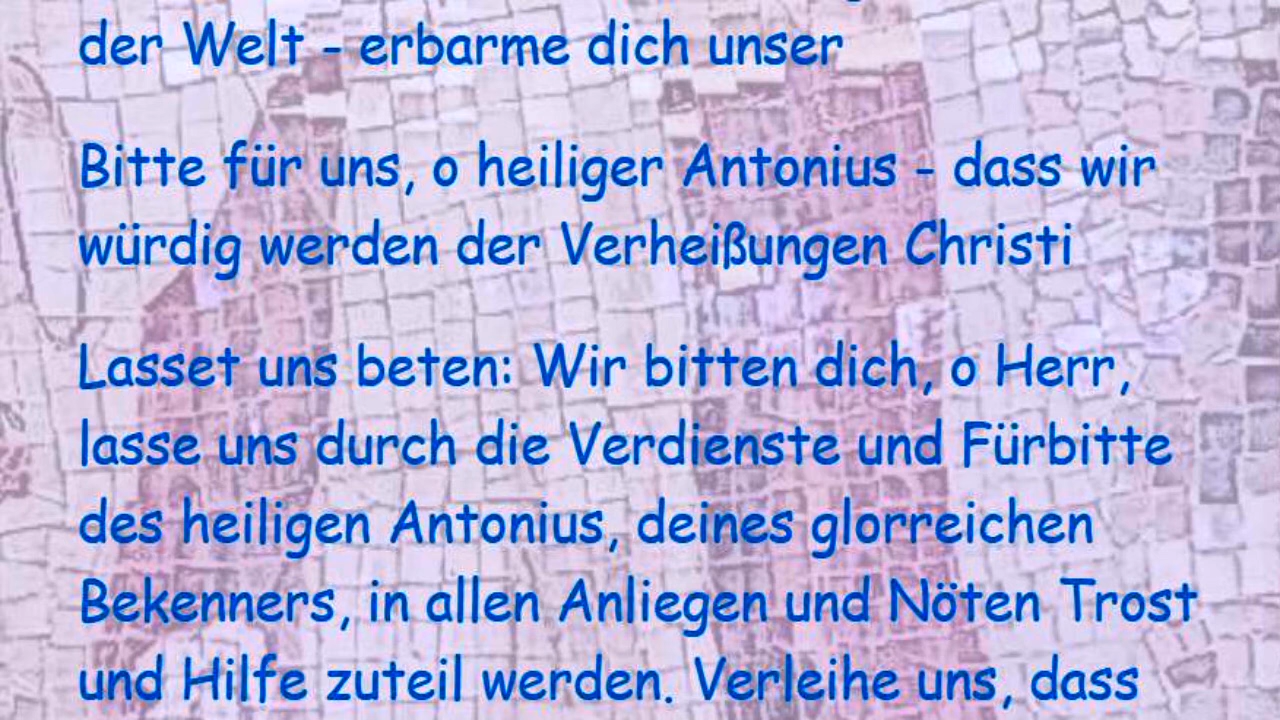 der Welt - erbarme dich unser
Bitte für uns, o heiliger Antonius - dass wir
würdig werden der Verheißungen Christi
Lasset uns beten: Wir bitten dich, o Herr,
lasse uns durch die Verdienste und Fürbitte
des heiligen Antonius, deines glorreichen
Bekenners, in allen Anliegen und Nöten Trost
und Hilfe zuteil werden. Verleihe uns, dass